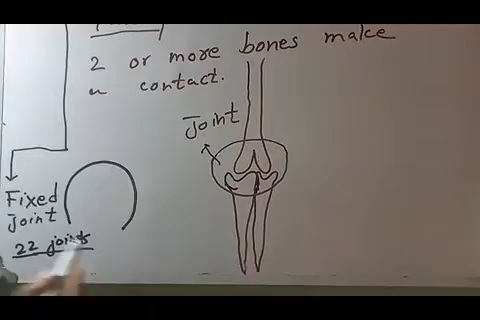 2 or more bones make
a contact.
Joint
Fixed
Joint
22 joints